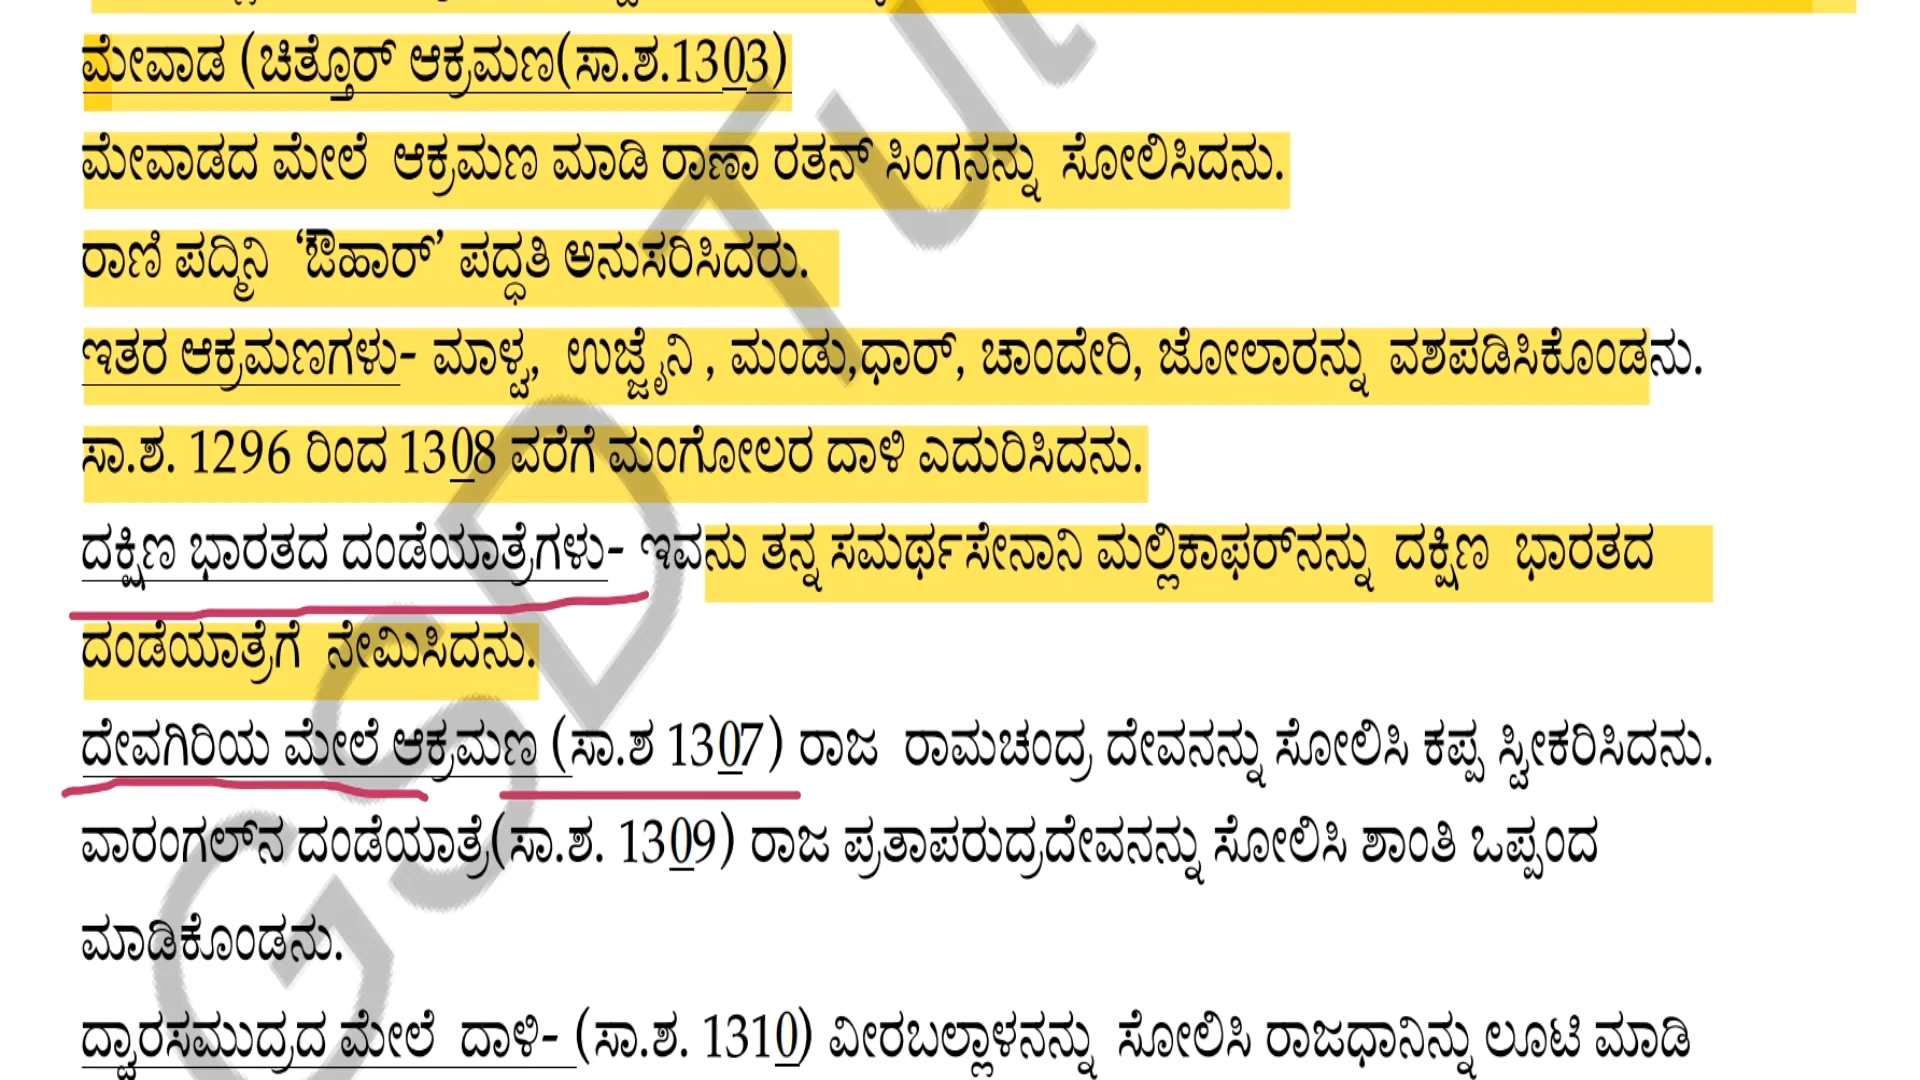 ಮೇವಾಡ (ಚಿತ್ತೊರ್ ಆಕ್ರಮಣ(ಸಾ.ಶ.1303)
ಮೇವಾಡದ ಮೇಲೆ ಆಕ್ರಮಣ ಮಾಡಿ ರಾಣಾ ರತನ್ ಸಿಂಗನನ್ನು ಸೋಲಿಸಿದನು.
ರಾಣಿ ಪದ್ಮಿನಿ ‘ಔಹಾರ್’ ಪದ್ಧತಿ ಅನುಸರಿಸಿದರು.
ಇತರ ಆಕ್ರಮಣಗಳು- ಮಾಳ್ವ, ಉಜ್ಜೈನಿ , ಮಂಡು,ಧಾರ್, ಚಾಂದೇರಿ, ಜೋಲಾರನ್ನು ವಶಪಡಿಸಿಕೊಂಡನು.
ಸಾ.ಶ. 1296 ರಿಂದ 1308 ವರೆಗೆ ಮಂಗೋಲರ ದಾಳಿ ಎದುರಿಸಿದನು.
ದಕ್ಷಿಣ ಭಾರತದ ದಂಡೆಯಾತ್ರೆಗಳು- ಇವನು ತನ್ನ ಸಮರ್ಥಸೇನಾನಿ ಮಲ್ಲಿಕಾಫರ್‌ನನ್ನು ದಕ್ಷಿಣ ಭಾರತದ
ದಂಡೆಯಾತ್ರೆಗೆ ನೇಮಿಸಿದನು.
ದೇವಗಿರಿಯ ಮೇಲೆ ಆಕ್ರಮಣ (ಸಾ.ಶ 1307) ರಾಜ ರಾಮಚಂದ್ರ ದೇವನನ್ನು ಸೋಲಿಸಿ ಕಪ್ಪ ಸ್ವೀಕರಿಸಿದನು.
ವಾರಂಗಲ್‌ನ ದಂಡೆಯಾತ್ರೆ(ಸಾ.ಶ. 1309) ರಾಜ ಪ್ರತಾಪರುದ್ರದೇವನನ್ನು ಸೋಲಿಸಿ ಶಾಂತಿ ಒಪ್ಪಂದ
ಮಾಡಿಕೊಂಡನು.
ದ್ವಾರಸಮುದ್ರದ ಮೇಲೆ ದಾಳಿ- (ಸಾ.ಶ. 1310) ವೀರಬಲ್ಲಾಳನನ್ನು ಸೋಲಿಸಿ ರಾಜಧಾನಿನ್ನು ಲೂಟಿ ಮಾಡಿ